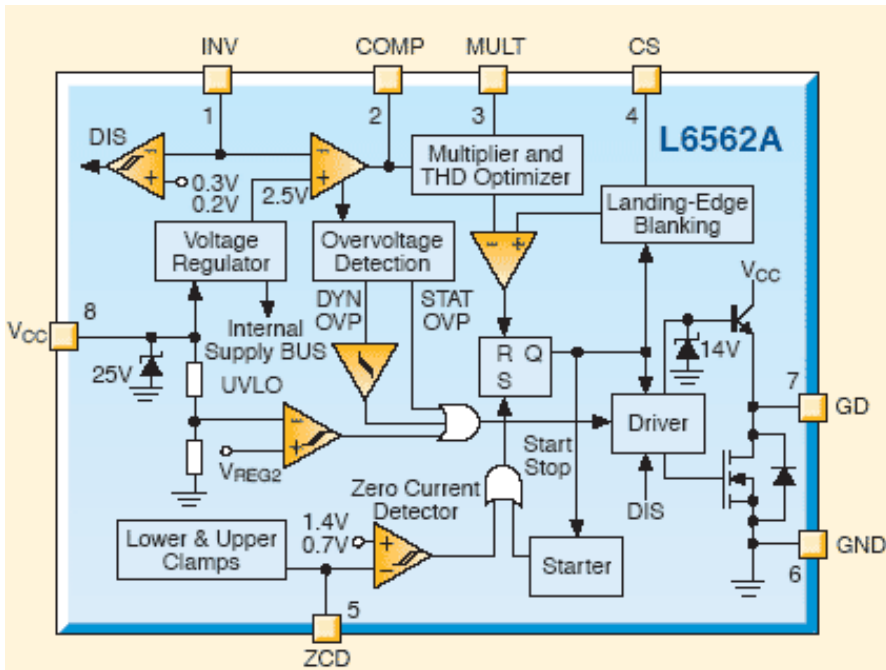 INV
COMP
MULT
CS
1
2
3
4
L6562A
DIS
−
+
0.3V
0.2V
2.5V
−
+
Multiplier and
THD Optimizer
Landing-Edge
Blanking
Voltage
Regulator
Overvoltage
Detection
− +
VCC
8
VCC
Internal
Supply BUS
DYN
OVP
STAT
OVP
R Q
S
14V
25V
UVLO
7
GD
−
+
VREG2
Driver
Start
Stop
Zero Current
Detector
DIS
Lower & Upper
Clamps
1.4V
0.7V
+
−
Starter
GND
6
5
ZCD